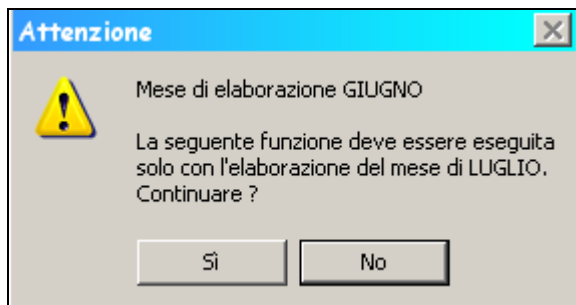 Attenzione
Mese di elaborazione GIUGNO
La seguente funzione deve essere eseguita
solo con l'elaborazione del mese di LUGLIO.
Continuare ?
Sì
No